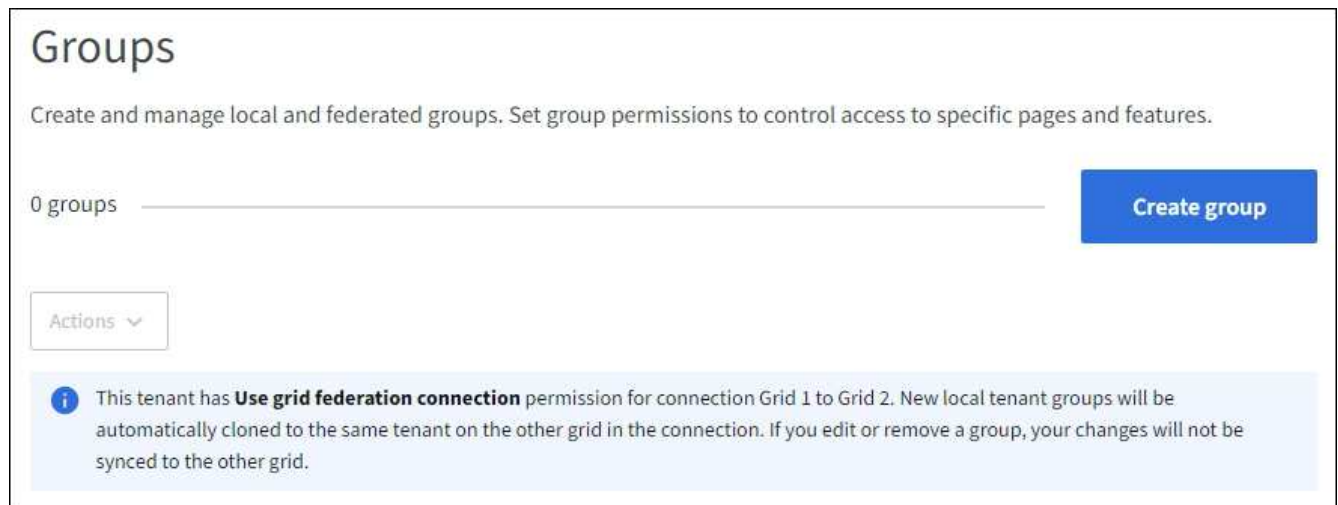 Groups
Create and manage local and federated groups. Set group permissions to control access to specific pages and features.
0 groups
Create group
Actions
This tenant has Use grid federation connection permission for connection Grid 1 to Grid 2. New local tenant groups will be
automatically cloned to the same tenant on the other grid in the connection. If you edit or remove a group, your changes will not be
synced to the other grid.